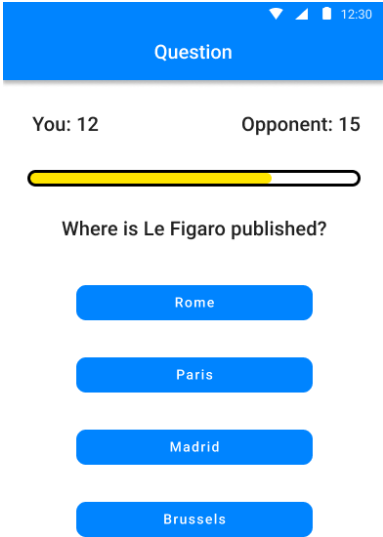 12:30
Question
You: 12 Opponent: 15
Where is Le Figaro published?
Rome
Paris
Madrid
Brussels